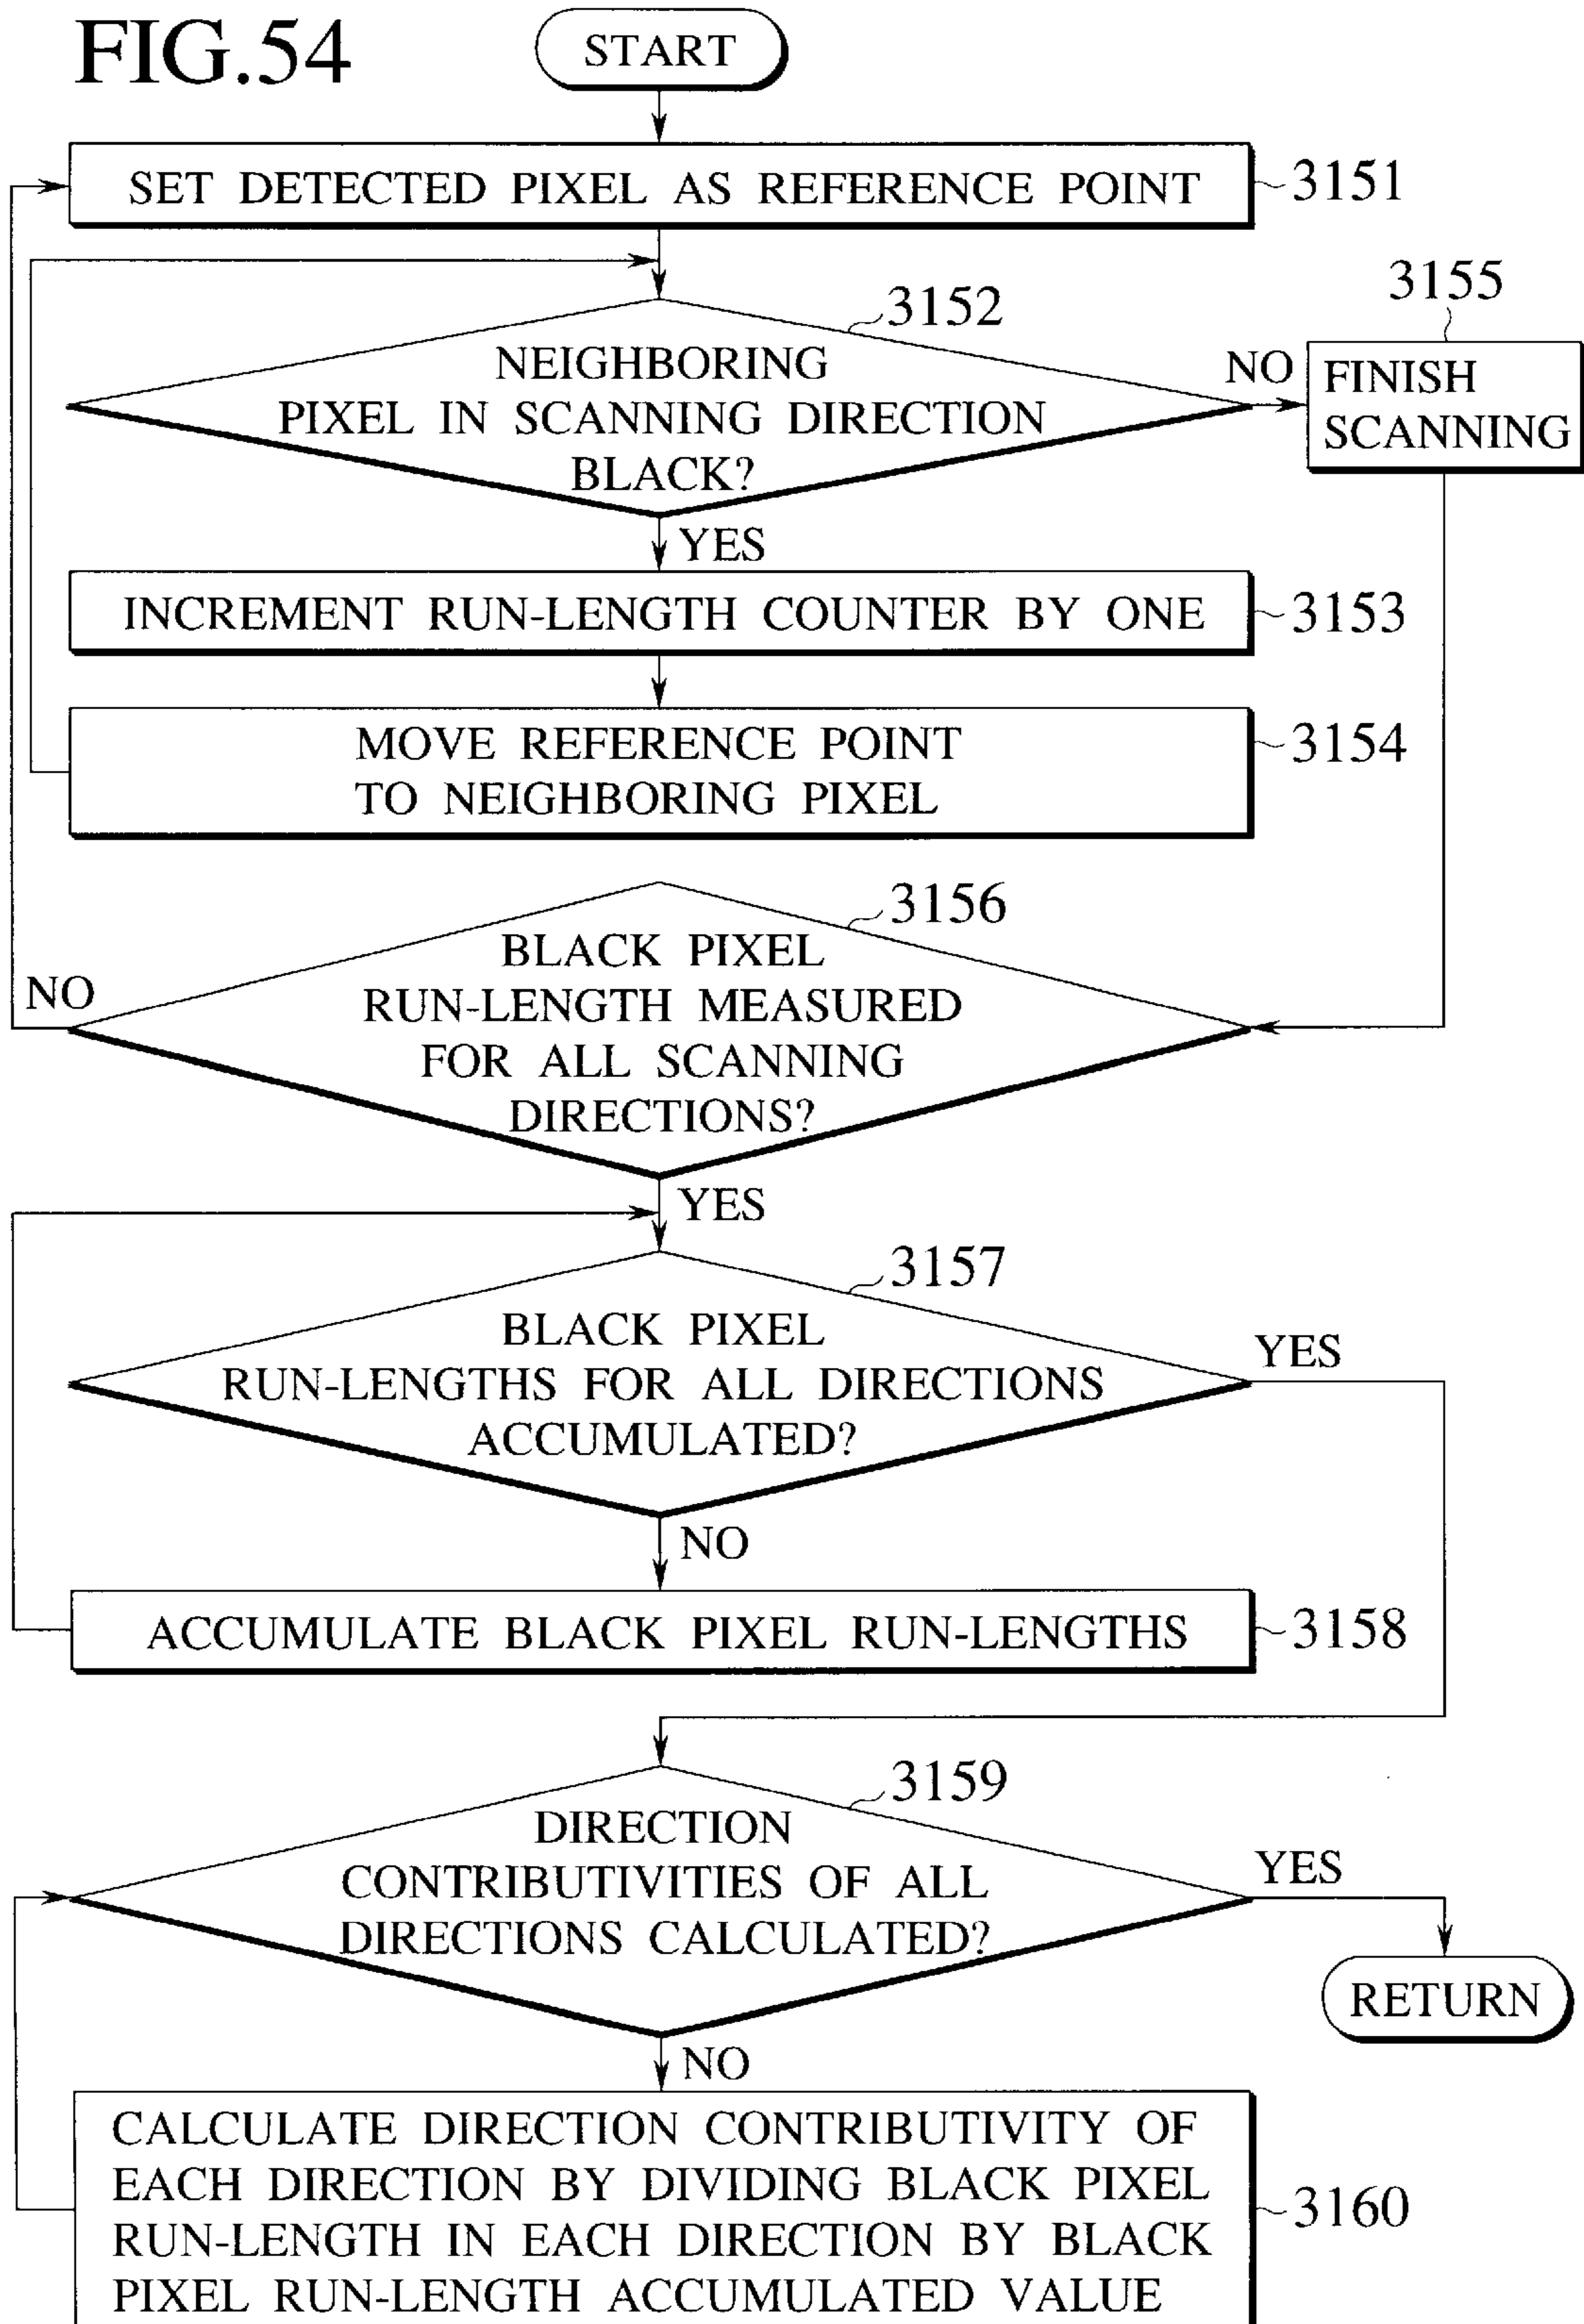 FIG.54
START
SET DETECTED PIXEL AS REFERENCE POINT
3151
3152
NEIGHBORING
PIXEL IN SCANNING DIRECTION
BLACK?
NO
3155
FINISH
SCANNING
YES
INCREMENT RUN-LENGTH COUNTER BY ONE
3153
MOVE REFERENCE POINT
TO NEIGHBORING PIXEL
3154
3156
BLACK PIXEL
RUN-LENGTH MEASURED
FOR ALL SCANNING
DIRECTIONS?
NO
YES
3157
BLACK PIXEL
RUN-LENGTHS FOR ALL DIRECTIONS
ACCUMULATED?
YES
NO
ACCUMULATE BLACK PIXEL RUN-LENGTHS
3158
3159
DIRECTION
CONTRIBUTIVITIES OF ALL
DIRECTIONS CALCULATED?
YES
RETURN
NO
CALCULATE DIRECTION CONTRIBUTIVITY OF
EACH DIRECTION BY DIVIDING BLACK PIXEL
RUN-LENGTH IN EACH DIRECTION BY BLACK
PIXEL RUN-LENGTH ACCUMULATED VALUE
3160